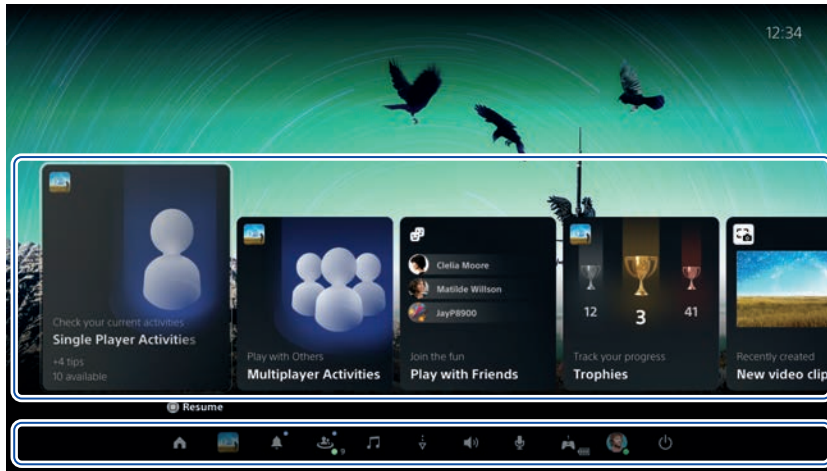 12:34
Check your current activities
Single Player Activities
+4 tips
10 available
Play with Others
Multiplayer Activities
Clelia Moore
Matilde Willson
JayP8900
Join the fun
Play with Friends
12
3
41
Track your progress
Trophies
Recently created
New video clip
Resume
9